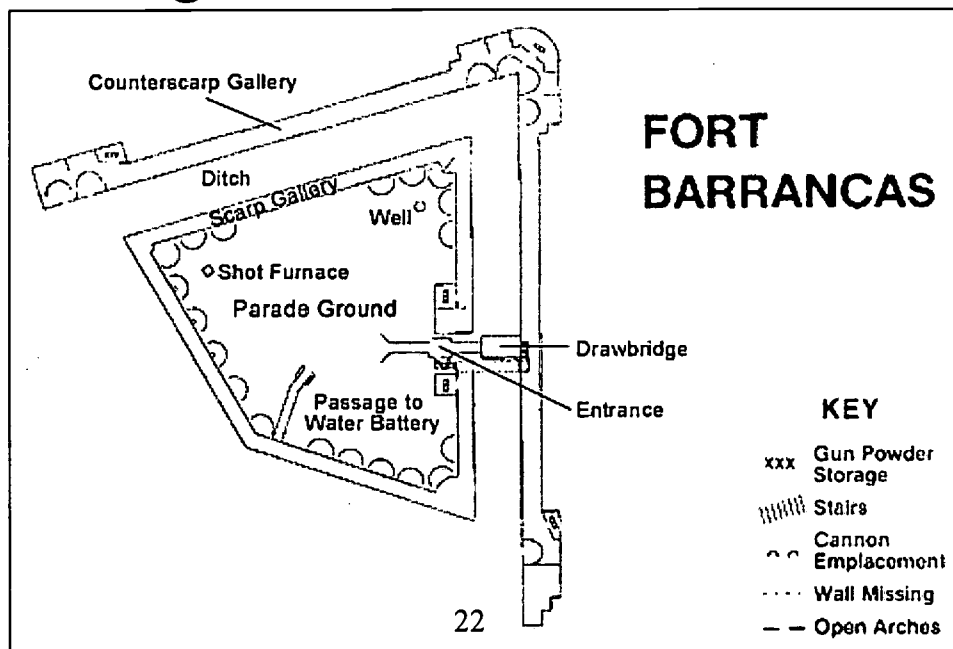 FORT
BARRANCAS
Counterscarp Gallery
Ditch
Scarp Gallery
Well
Shot Furnace
Parade Ground
Drawbridge
Entrance
Passage to
Water Battery
KEY
xxx Gun Powder
Storage
Stairs
Cannon
Emplacement
Wall Missing
Open Arches
22